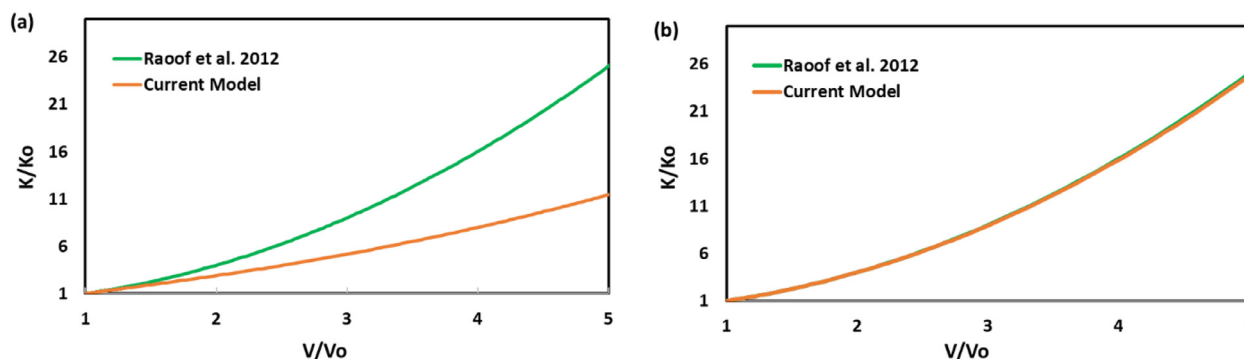 (a)
Raoof et al. 2012
Current Model
K/Ko
26
21
16
11
6
1
1 2 3 4 5
V/Vo
(b)
Raoof et al. 2012
Current Model
K/Ko
26
21
16
11
6
1
1 2 3 4
V/Vo